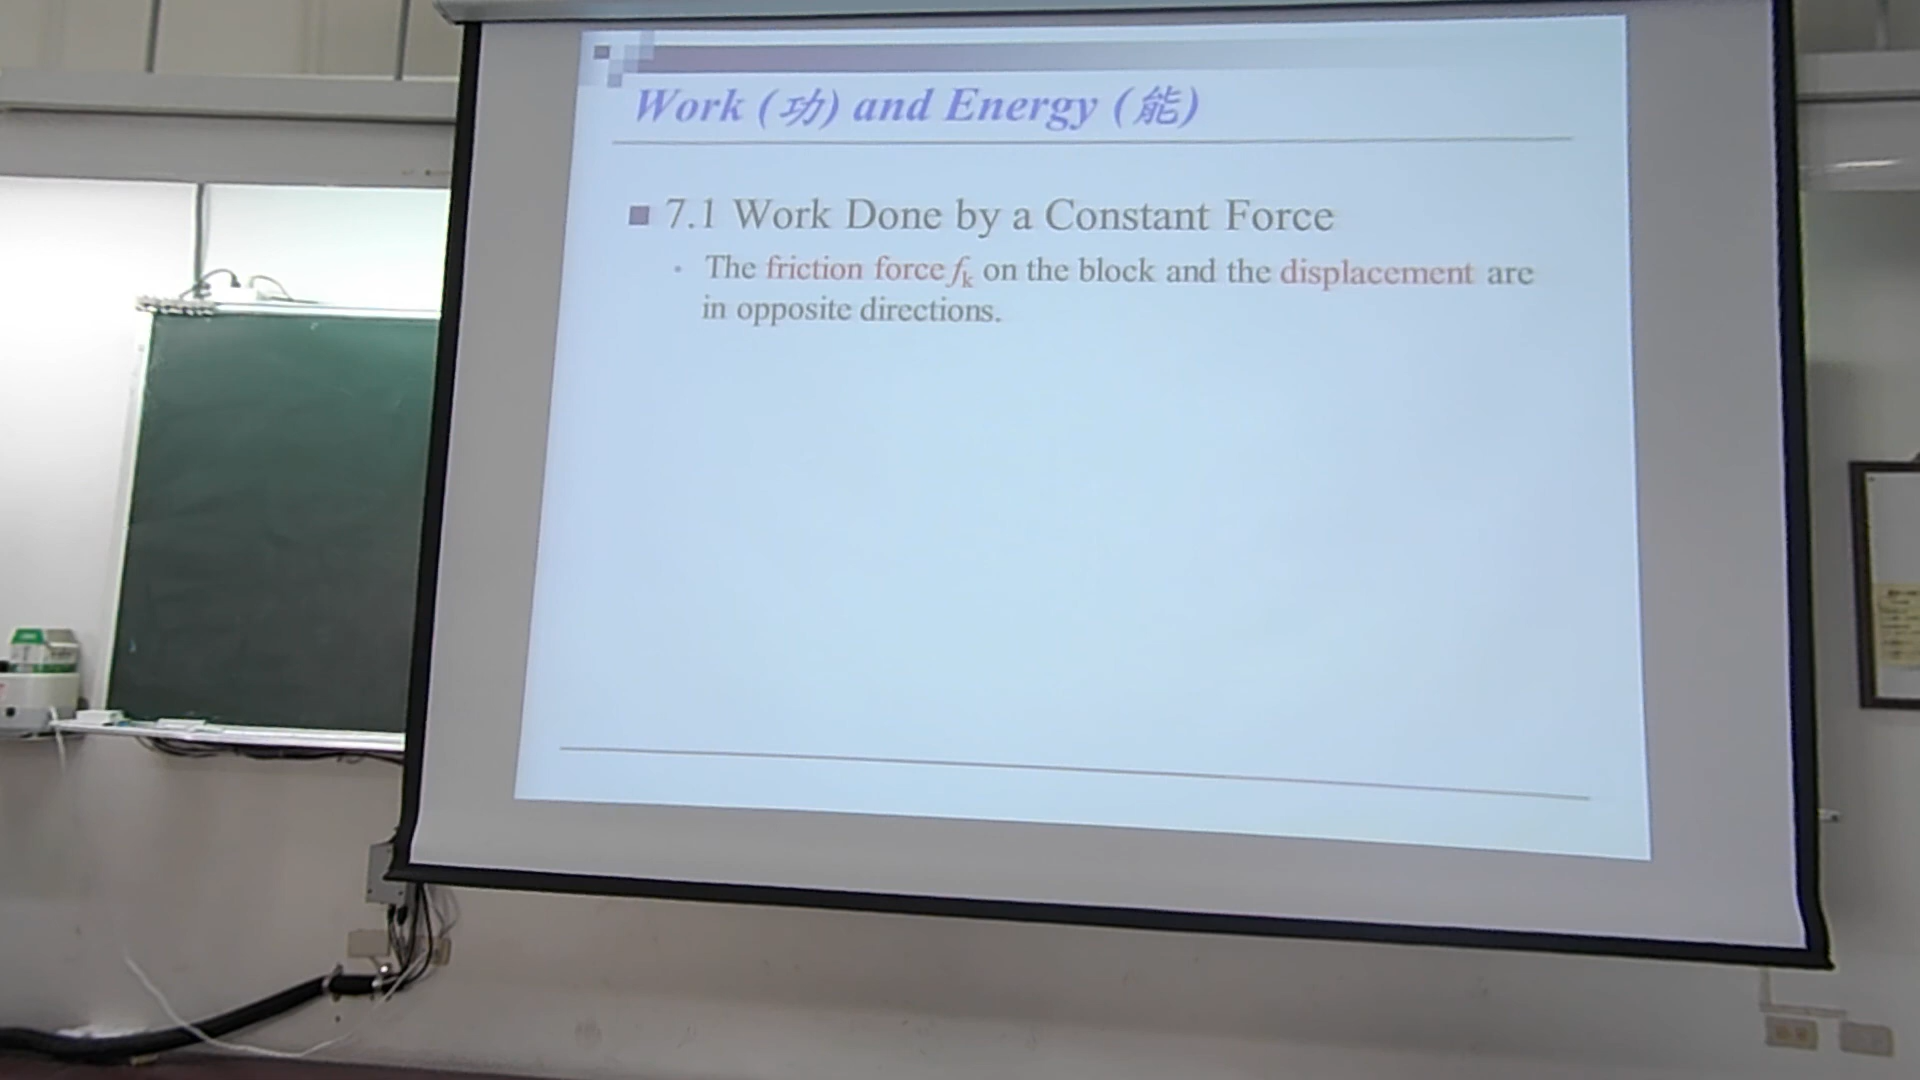 Work (功) and Energy (能)
7.1 Work Done by a Constant Force
The friction force fk on the block and the displacement are
in opposite directions.